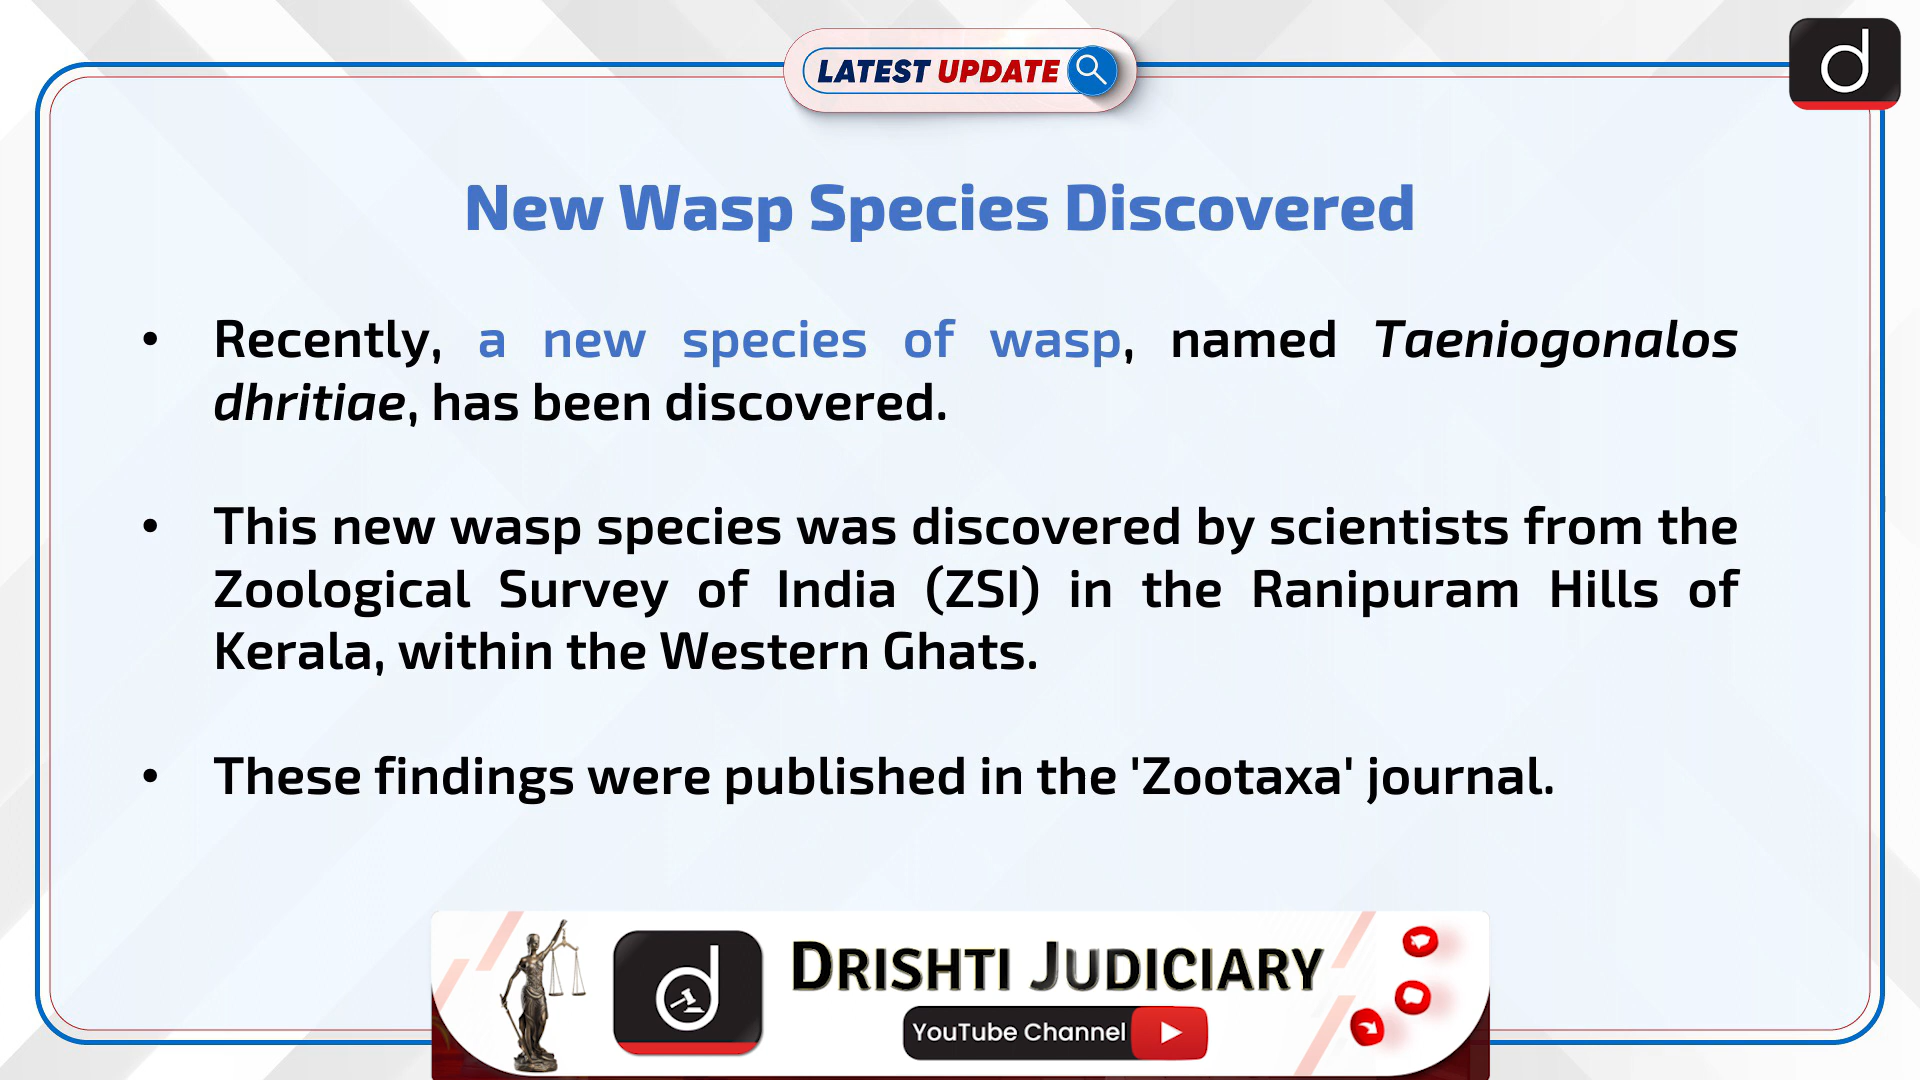 LATEST UPDATE
d
New Wasp Species Discovered
• Recently, a new species of wasp, named Taeniogonalos
dhritiae, has been discovered.
• This new wasp species was discovered by scientists from the
Zoological Survey of India (ZSI) in the Ranipuram Hills of
Kerala, within the Western Ghats.
• These findings were published in the 'Zootaxa' journal.
d
DRISHTI JUDICIARY
YouTube Channel